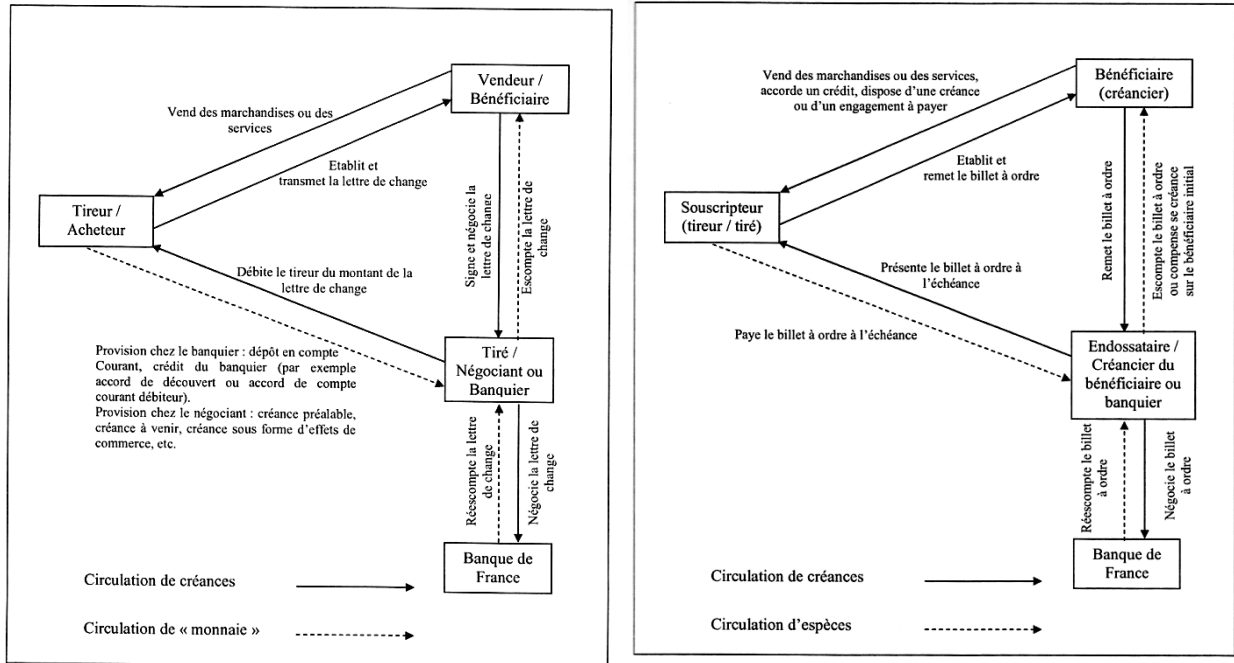 Vendeur /
Bénéficiaire
Vend des marchandises ou des
services
Etablit et
transmet la lettre de change
Tireur /
Acheteur
Signe et négocie la
lettre de change
Escompte la lettre de
change
Débite le tireur du montant de la
lettre de change
Provision chez le banquier : dépôt en compte
Courant, crédit du banquier (par exemple
accord de découvert ou accord de compte
courant débiteur).
Provision chez le négociant : créance préalable,
créance à venir, créance sous forme d'effets de
commerce, etc.
Tiré /
Négociant ou
Banquier
Réescompte la lettre
de change
Négocie la lettre de
change
Banque de
France
Circulation de créances
Circulation de « monnaie »
Vend des marchandises ou des services,
accorde un crédit, dispose d'une créance
ou d'un engagement à payer
Bénéficiaire
(créancier)
Etablit et
remet le billet à ordre
Souscripteur
(tireur / tiré)
Remet le billet à ordre
Escompte le billet à ordre
ou compense se créance
sur le bénéficiaire initial
Présente le billet à ordre à
l'échéance
Paye le billet à ordre à l'échéance
Endossataire /
Créancier du
bénéficiaire ou
banquier
Réescompte le billet
à ordre
Négocie le billet
à ordre
Banque de
France
Circulation de créances
Circulation d'espèces